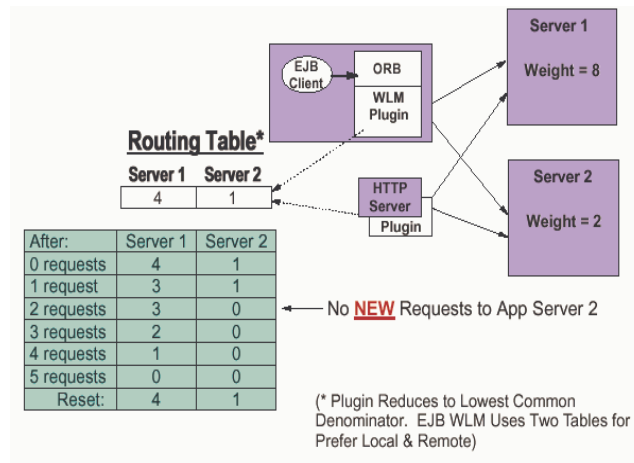 Server 1
Weight = 8
EJB
Client
ORB
WLM
Plugin
Routing Table*
Server 1 Server 2
4 1
HTTP
Server
Plugin
Server 2
Weight = 2
After: Server 1 Server 2
0 requests 4 1
1 request 3 1
2 requests 3 0
3 requests 2 0
4 requests 1 0
5 requests 0 0
Reset: 4 1
No NEW Requests to App Server 2
(* Plugin Reduces to Lowest Common
Denominator. EJB WLM Uses Two Tables for
Prefer Local & Remote)